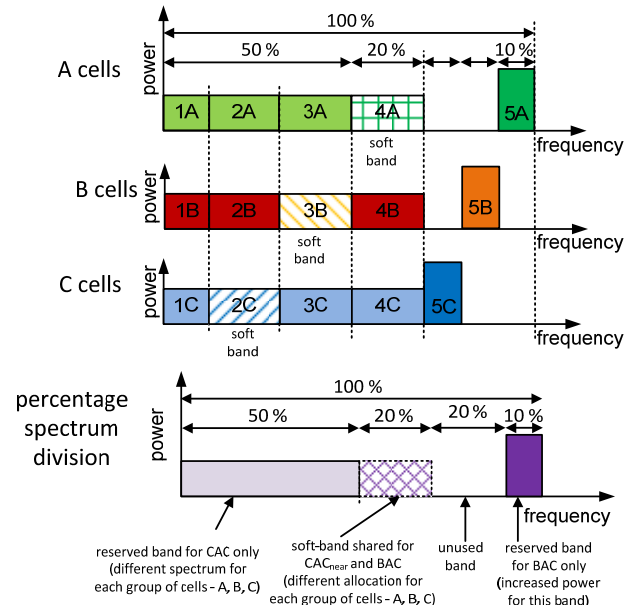 100 %
50 % 20 % 10 %
A cells
power
1A 2A 3A 4A 5A
soft
band
frequency
B cells
power
1B 2B 3B 4B 5B
soft
band
frequency
C cells
power
1C 2C 3C 4C 5C
soft
band
frequency
percentage
spectrum
division
power
100 %
50 % 20 % 20 % 10 %
frequency
reserved band for CAC only
(different spectrum for
each group of cells - A, B, C)
soft-band shared for
CACnear and BAC
(different allocation for
each group of cells - A, B, C)
unused
band
reserved band
for BAC only
(increased power
for this band)